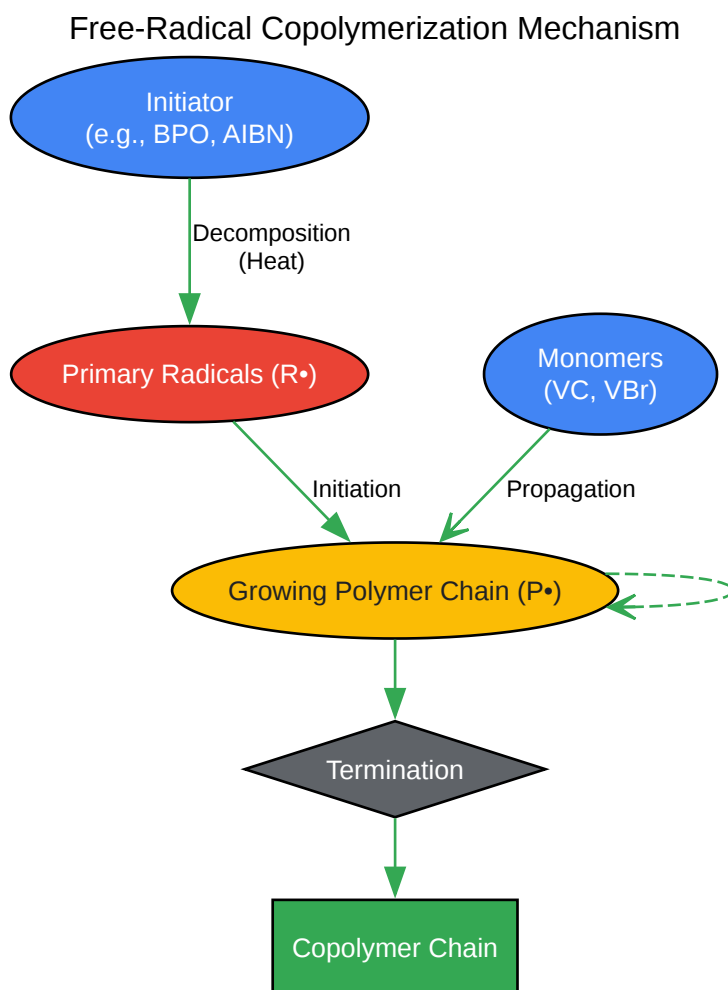 Free-Radical Copolymerization Mechanism
Initiator
(e.g., BPO, AIBN)
Decomposition
(Heat)
Primary Radicals (R•)
Monomers
(VC, VBr)
Initiation
Propagation
Growing Polymer Chain (P•)
Termination
Copolymer Chain